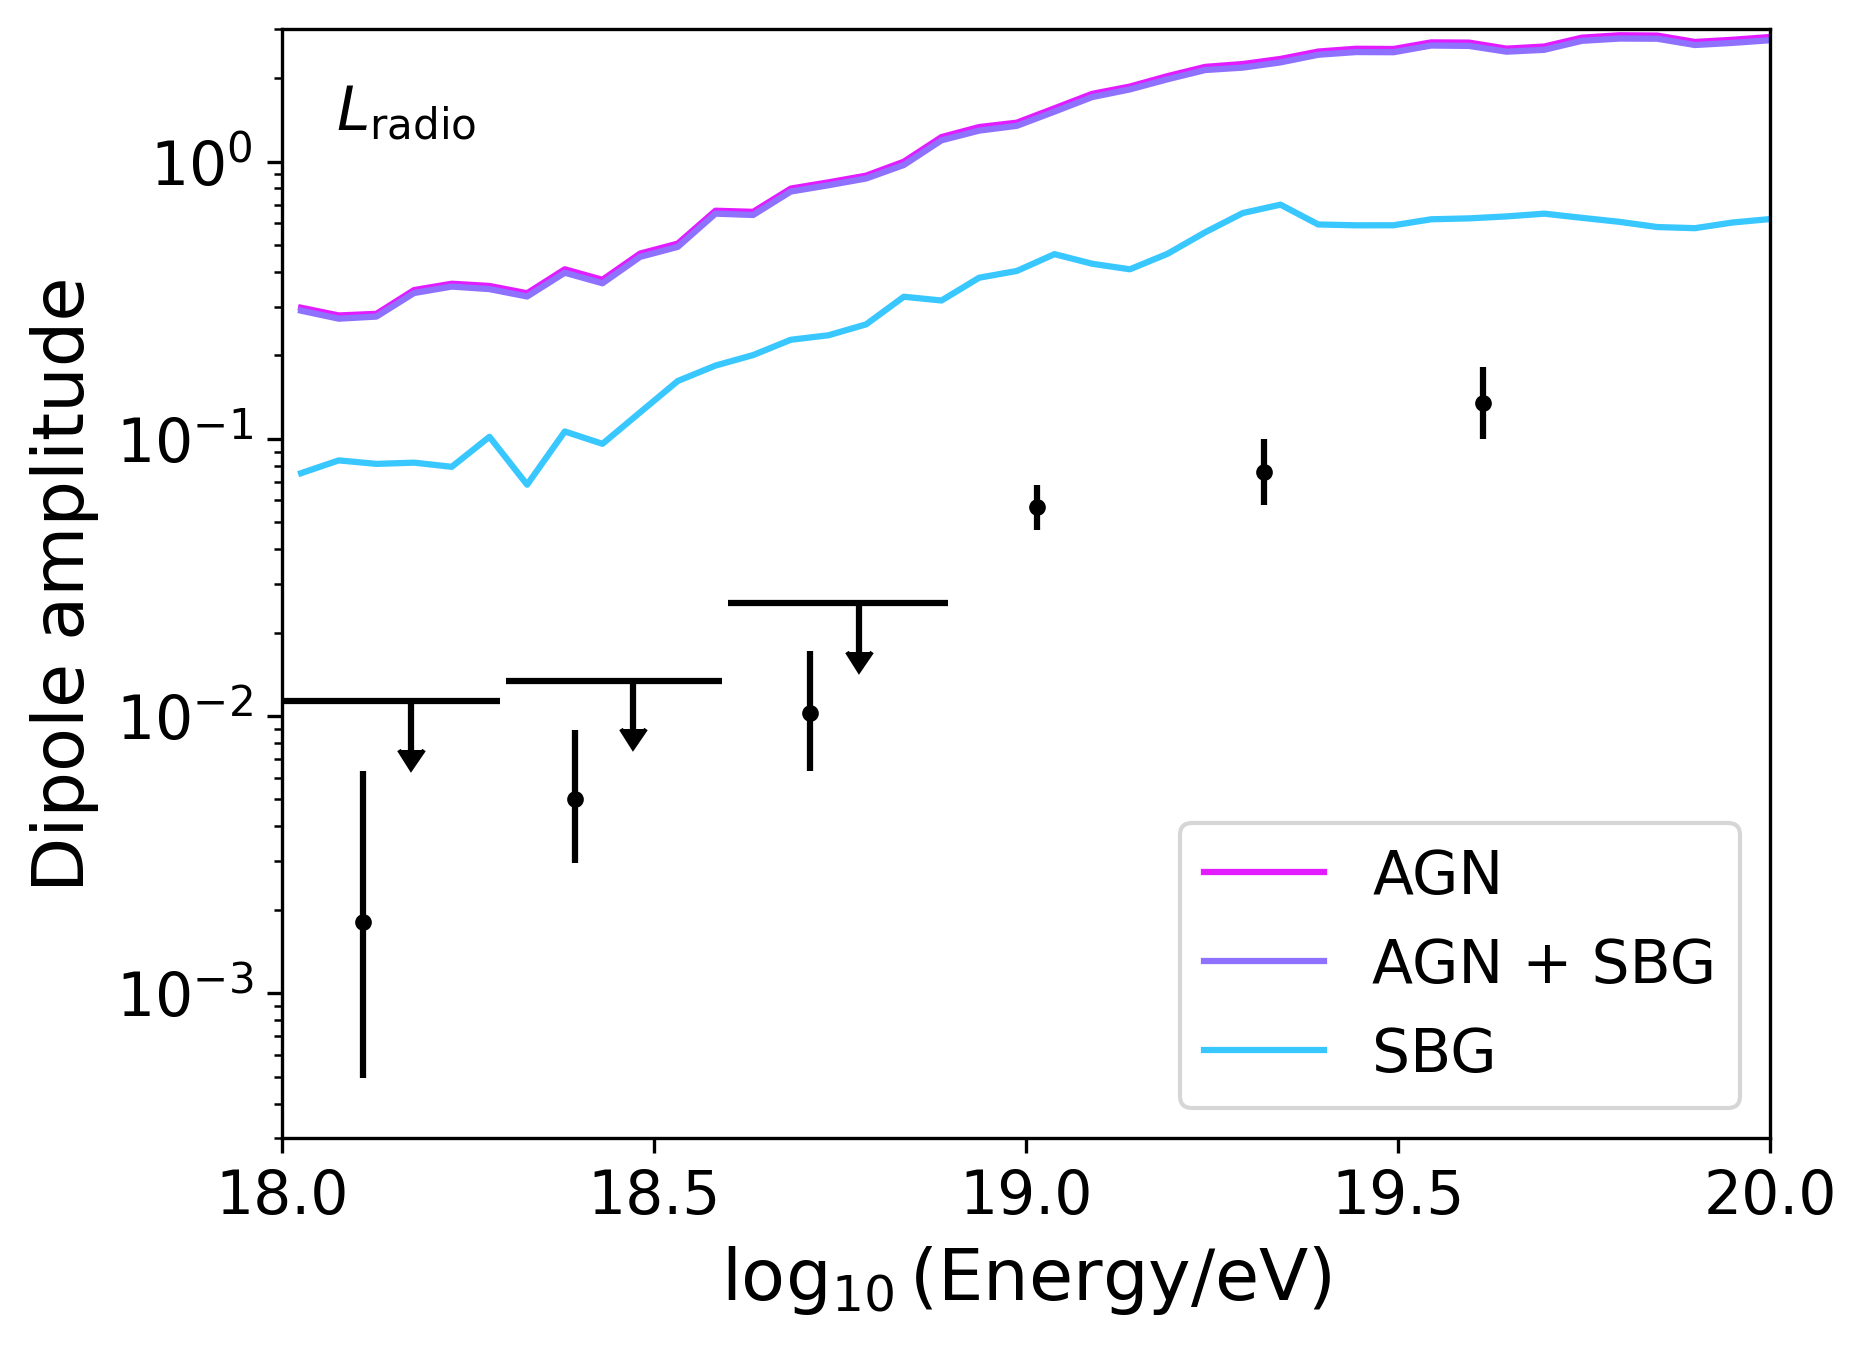 L_radio
Dipole amplitude
10^0
10^−1
10^−2
10^−3
18.0 18.5 19.0 19.5 20.0
log_10 (Energy/eV)
AGN
AGN + SBG
SBG